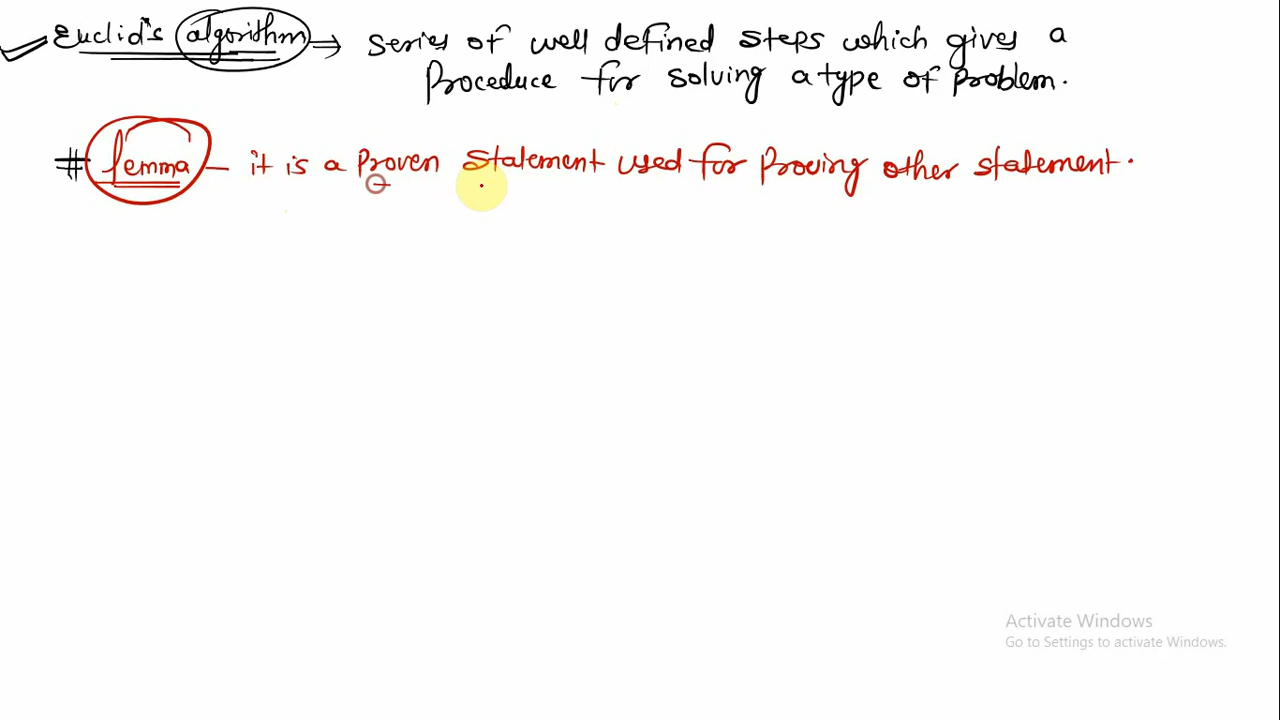 Euclid's algorithm ⇒ series of well defined steps which gives a
Proceduce for solving a type of Problem.
# lemma - it is a Proven Statement used for Proving other statement.
Activate Windows
Go to Settings to activate Windows.